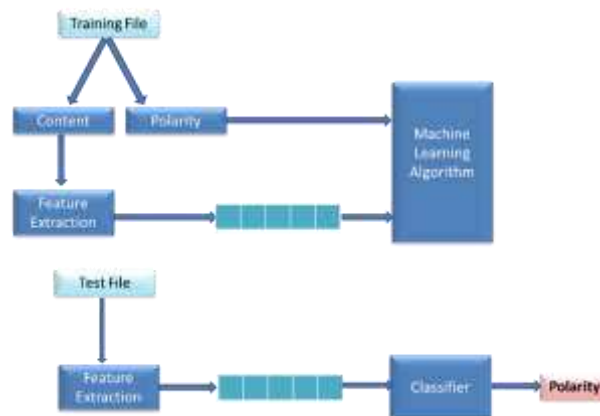 Training File
Content
Polarity
Machine
Learning
Algorithm
Feature
Extraction
Test File
Feature
Extraction
Classifier
Polarity